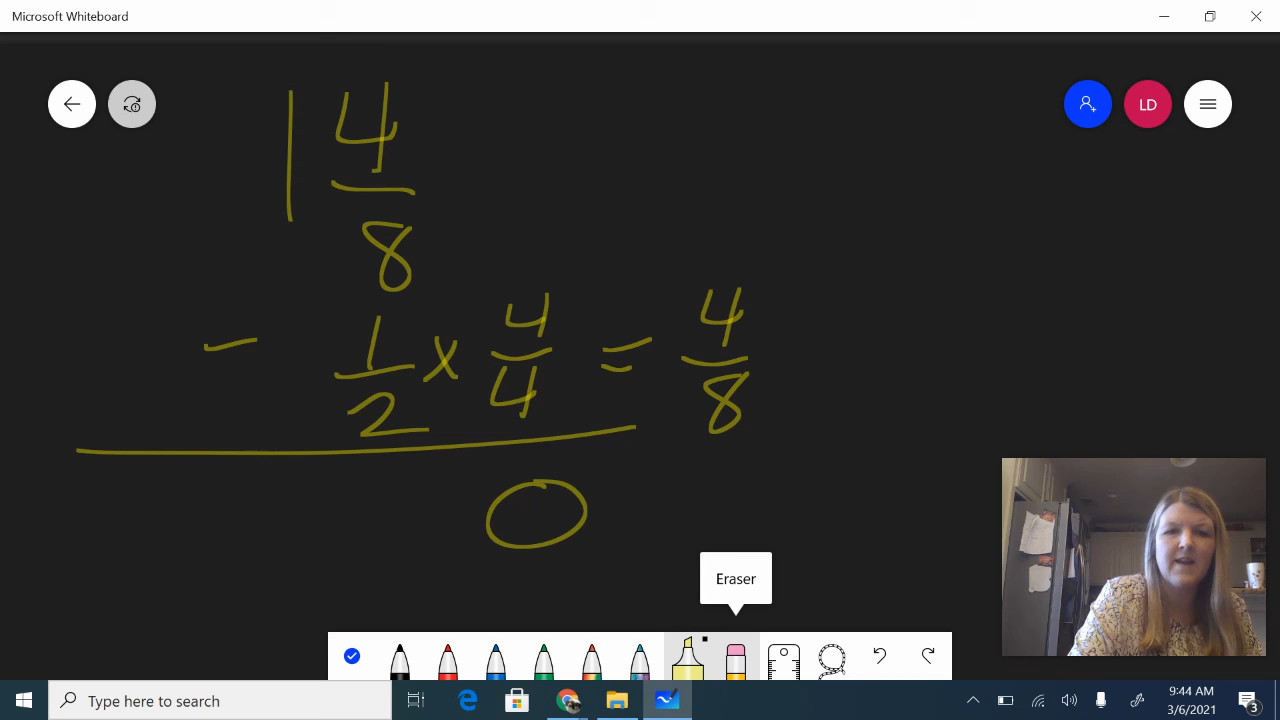 Microsoft Whiteboard
LD
1 4/8
- 1/2 x 4/4 = 4/8
0
Eraser
Type here to search
9:44 AM
3/6/2021
3